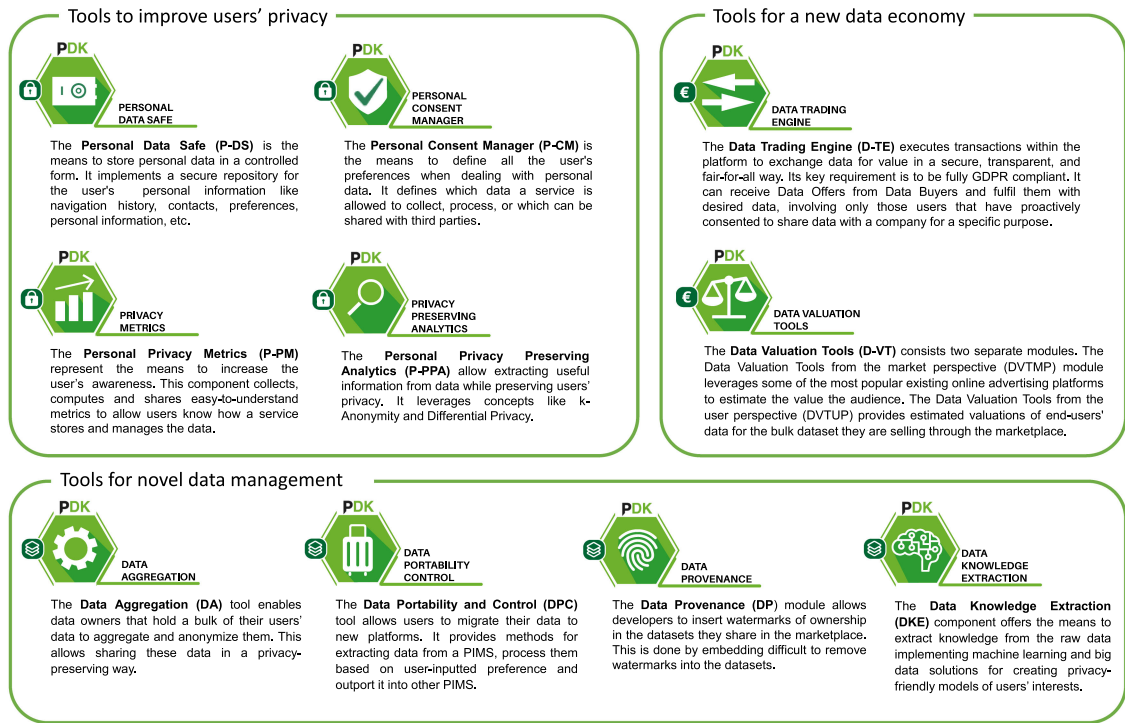 Tools to improve users' privacy
PDK
PERSONAL
DATA SAFE
The Personal Data Safe (P-DS) is the
means to store personal data in a controlled
form. It implements a secure repository for
the user's personal information like
navigation history, contacts, preferences,
personal information, etc.
PDK
PERSONAL
CONSENT
MANAGER
The Personal Consent Manager (P-CM) is
the means to define all the user's
preferences when dealing with personal
data. It defines which data a service is
allowed to collect, process, or which can be
shared with third parties.
PDK
PRIVACY
METRICS
The Personal Privacy Metrics (P-PM)
represent the means to increase the
user's awareness. This component collects,
computes and shares easy-to-understand
metrics to allow users know how a service
stores and manages the data.
PDK
PRIVACY
PRESERVING
ANALYTICS
The Personal Privacy Preserving
Analytics (P-PPA) allow extracting useful
information from data while preserving users'
privacy. It leverages concepts like k-
Anonymity and Differential Privacy.
Tools for a new data economy
PDK
€
DATA TRADING
ENGINE
The Data Trading Engine (D-TE) executes transactions within the
platform to exchange data for value in a secure, transparent, and
fair-for-all way. Its key requirement is to be fully GDPR compliant. It
can receive Data Offers from Data Buyers and fulfil them with
desired data, involving only those users that have proactively
consented to share data with a company for a specific purpose.
PDK
€
DATA VALUATION
TOOLS
The Data Valuation Tools (D-VT) consists two separate modules. The
Data Valuation Tools from the market perspective (DVTMP) module
leverages some of the most popular existing online advertising platforms
to estimate the value the audience. The Data Valuation Tools from the
user perspective (DVTUP) provides estimated valuations of end-users'
data for the bulk dataset they are selling through the marketplace.
Tools for novel data management
PDK
DATA
AGGREGATION
The Data Aggregation (DA) tool enables
data owners that hold a bulk of their users'
data to aggregate and anonymize them. This
allows sharing these data in a privacy-
preserving way.
PDK
DATA
PORTABILITY
CONTROL
The Data Portability and Control (DPC)
tool allows users to migrate their data to
new platforms. It provides methods for
extracting data from a PIMS, process them
based on user-inputted preference and
outport it into other PIMS.
PDK
DATA
PROVENANCE
The Data Provenance (DP) module allows
developers to insert watermarks of ownership
in the datasets they share in the marketplace.
This is done by embedding difficult to remove
watermarks into the datasets.
PDK
DATA
KNOWLEDGE
EXTRACTION
The Data Knowledge Extraction
(DKE) component offers the means to
extract knowledge from the raw data
implementing machine learning and big
data solutions for creating privacy-
friendly models of users' interests.